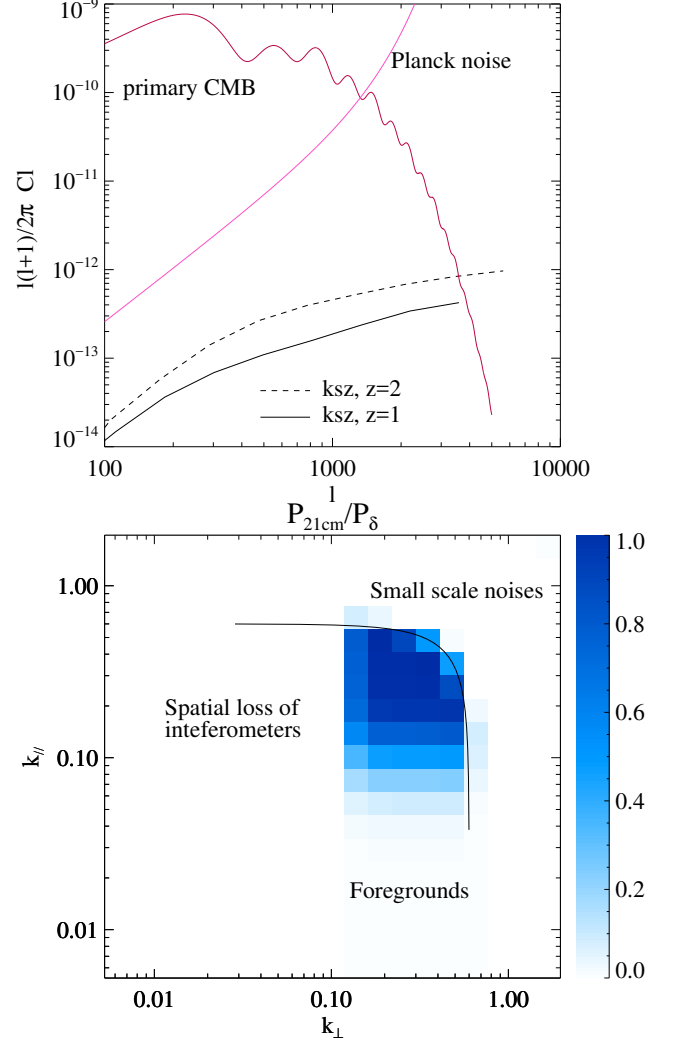 10⁻⁹
Planck noise
primary CMB
10⁻¹⁰
10⁻¹¹
l(l+1)/2π Cl
10⁻¹²
10⁻¹³
ksz, z=2
ksz, z=1
10⁻¹⁴
100
1000
10000
l
P₂₁cm/Pδ
1.00
Small scale noises
1.0
0.8
Spatial loss of
inteferometers
0.6
k//
0.10
0.4
Foregrounds
0.2
0.01
0.0
0.01
0.10
1.00
k⊥